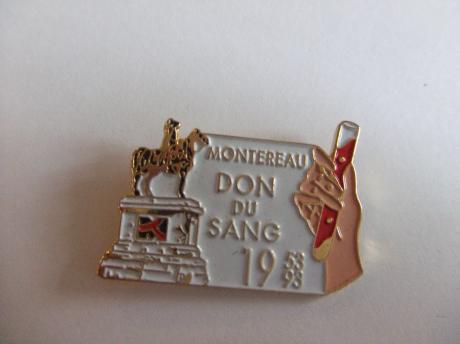 MONTEREAU
DON
DU
SANG
19 53
93